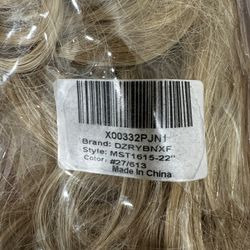 X00332PJN1
Brand: DZRYBNXF
Style: MST1615-22"
Color: #27/613
Made In China